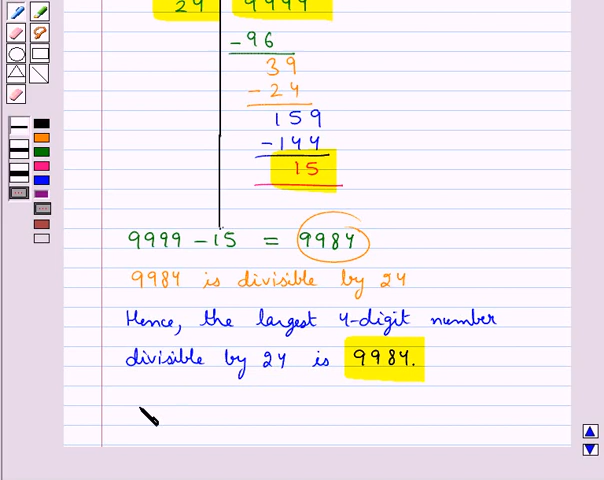 24 9999
-96
39
-24
159
-144
15
9999 - 15 = 9984
9984 is divisible by 24
Hence, the largest 4-digit number
divisible by 24 is 9984.